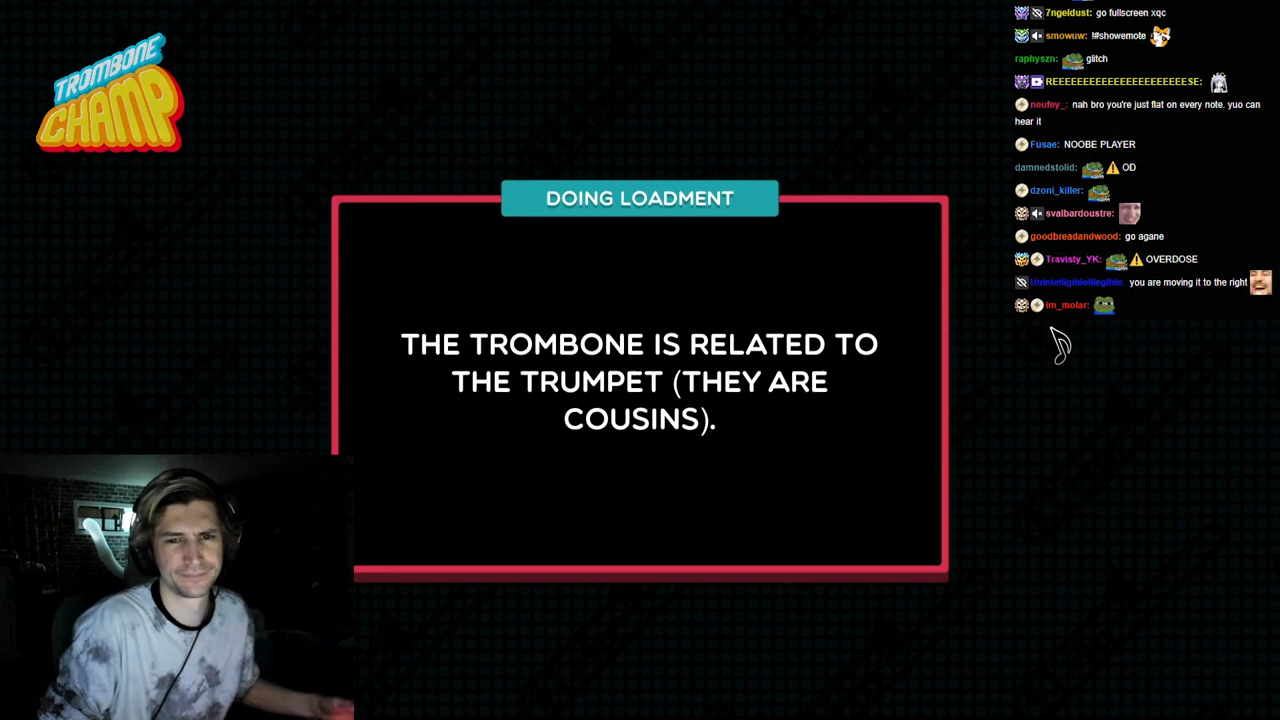 TROMBONE
CHAMP
DOING LOADMENT
THE TROMBONE IS RELATED TO
THE TRUMPET (THEY ARE
COUSINS).
7ngeldust: go fullscreen xqc
smowuw: !#showemote
raphyszn: glitch
REEEEEEEEEEEEEEEEEEEEEESE:
neufey_: nah bro you're just flat on every note. yuo can
hear it
Fusae: NOOBE PLAYER
damnedstolid: OD
dzoni_killer:
svalbardoustre:
goodbreadandwood: go agane
Travisty_YK: OVERDOSE
you are moving it to the right
im_molar: